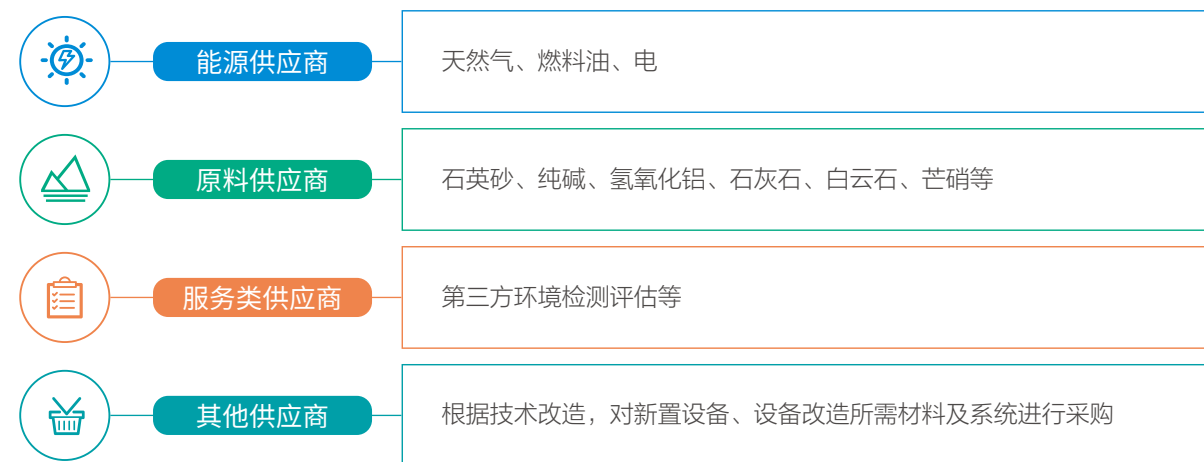 能源供应商
天然气、燃料油、电
原料供应商
石英砂、纯碱、氢氧化铝、石灰石、白云石、芒硝等
服务类供应商
第三方环境检测评估等
其他供应商
根据技术改造，对新置设备、设备改造所需材料及系统进行采购